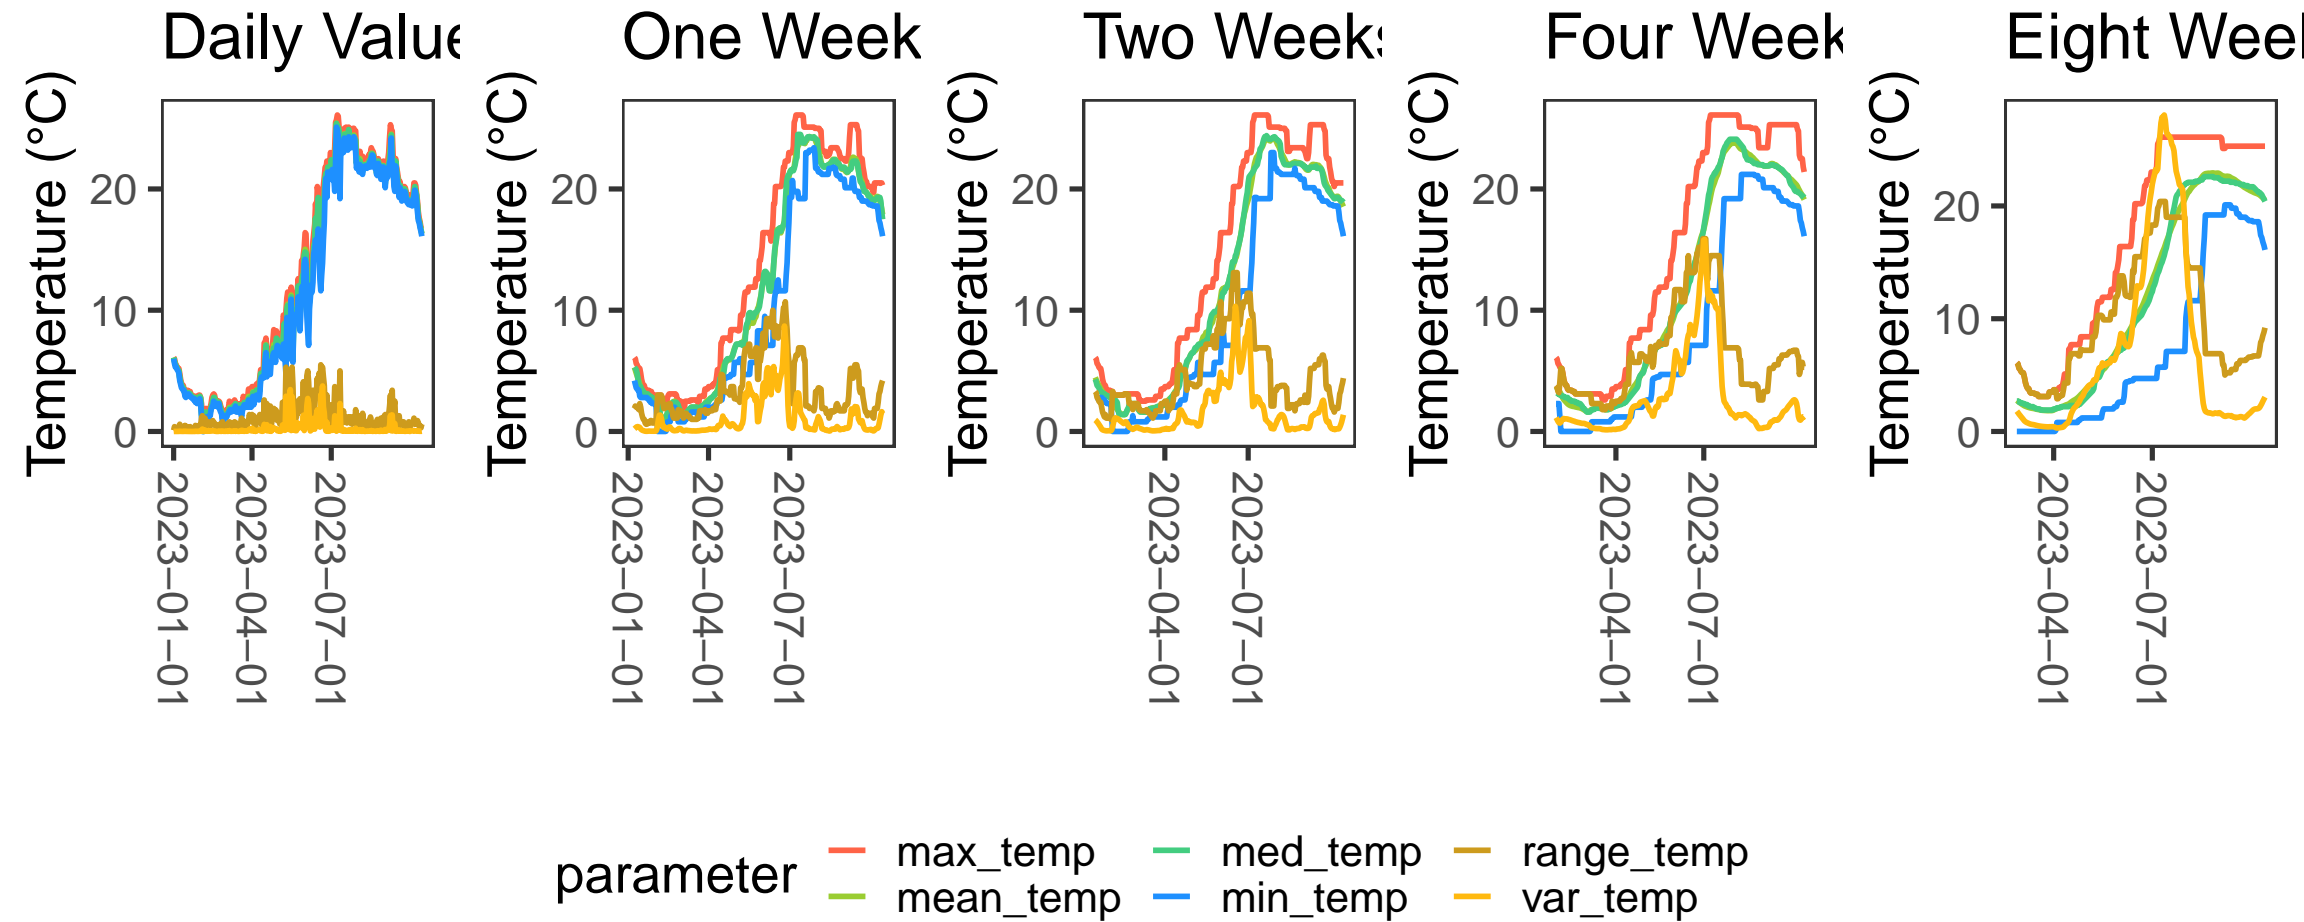 Daily Value
One Week
Two Weeks
Four Week
Eight Wee
Temperature (°C)
Temperature (°C)
Temperature (°C)
Temperature (°C)
Temperature (°C)
20
10
0
20
10
0
20
10
0
20
10
0
20
10
0
2023−01−01
2023−04−01
2023−07−01
2023−01−01
2023−04−01
2023−07−01
2023−04−01
2023−07−01
2023−04−01
2023−07−01
2023−04−01
2023−07−01
parameter
max_temp
med_temp
range_temp
mean_temp
min_temp
var_temp